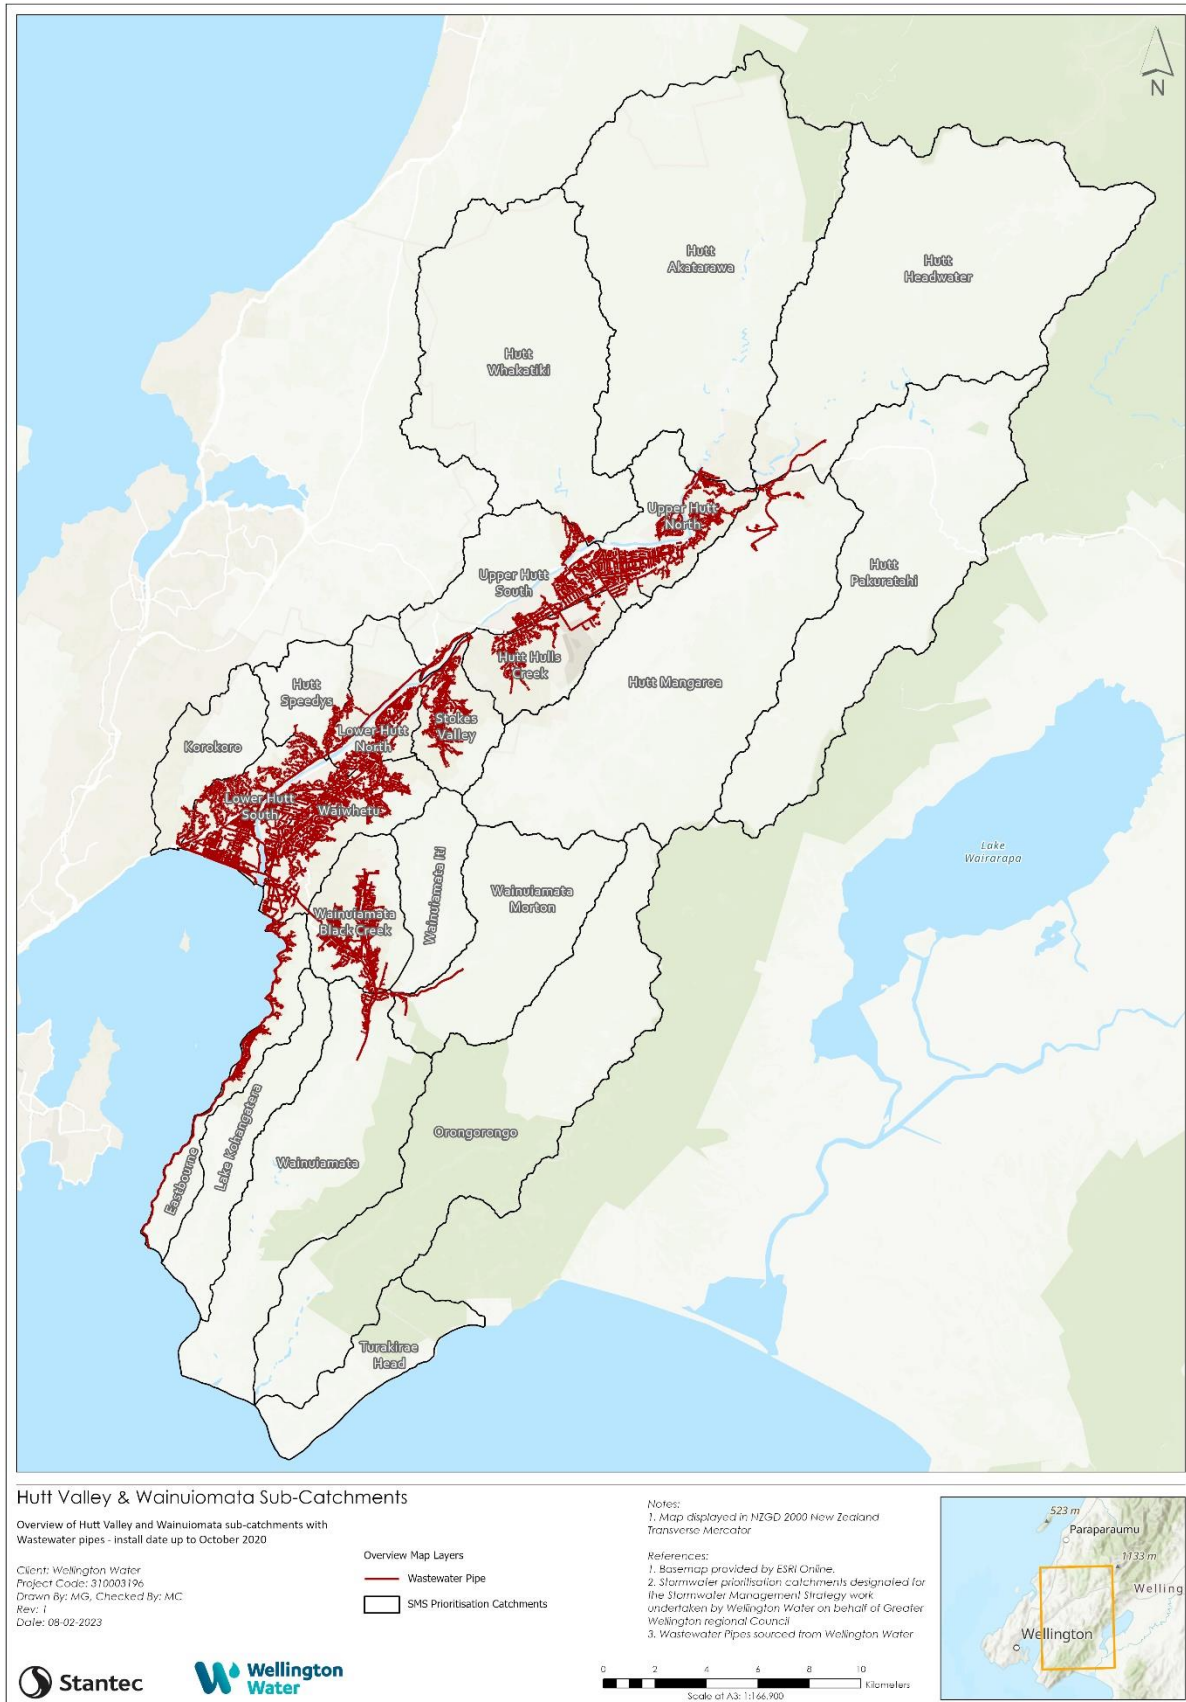 N
Hutt
Akatarawa
Hutt
Headwater
Hutt
Whakatiki
Upper Hutt
North
Upper Hutt
South
Hutt
Pakuratahi
Hutt Hulls
Creek
Hutt Mangaroa
Hutt
Speedys
Stokes
Valley
Lower Hutt
North
Korokoro
Lower Hutt
South
Waiwhetu
Lake
Wairarapa
Wainuiamata Iti
Wainuiamata
Morton
Wainuiamata
Black Creek
Orongorongo
Lake Kohangatera
Wainuiamata
Eastbourne
Turakirae
Head
Hutt Valley & Wainuiomata Sub-Catchments
Overview of Hutt Valley and Wainuiomata sub-catchments with
Wastewater pipes - install date up to October 2020
Client: Wellington Water
Project Code: 310003196
Drawn By: MG, Checked By: MC
Rev: 1
Date: 08-02-2023
Stantec
Wellington
Water
Overview Map Layers
Wastewater Pipe
SMS Prioritisation Catchments
Notes:
1. Map displayed in NZGD 2000 New Zealand
Transverse Mercator
References:
1. Basemap provided by ESRI Online.
2. Stormwater prioritisation catchments designated for
the Stormwater Management Strategy work
undertaken by Wellington Water on behalf of Greater
Wellington regional Council
3. Wastewater Pipes sourced from Wellington Water
0 2 4 6 8 10
Kilometers
Scale at A3: 1:166,900
523 m
Paraparaumu
1133 m
Welling
Wellington